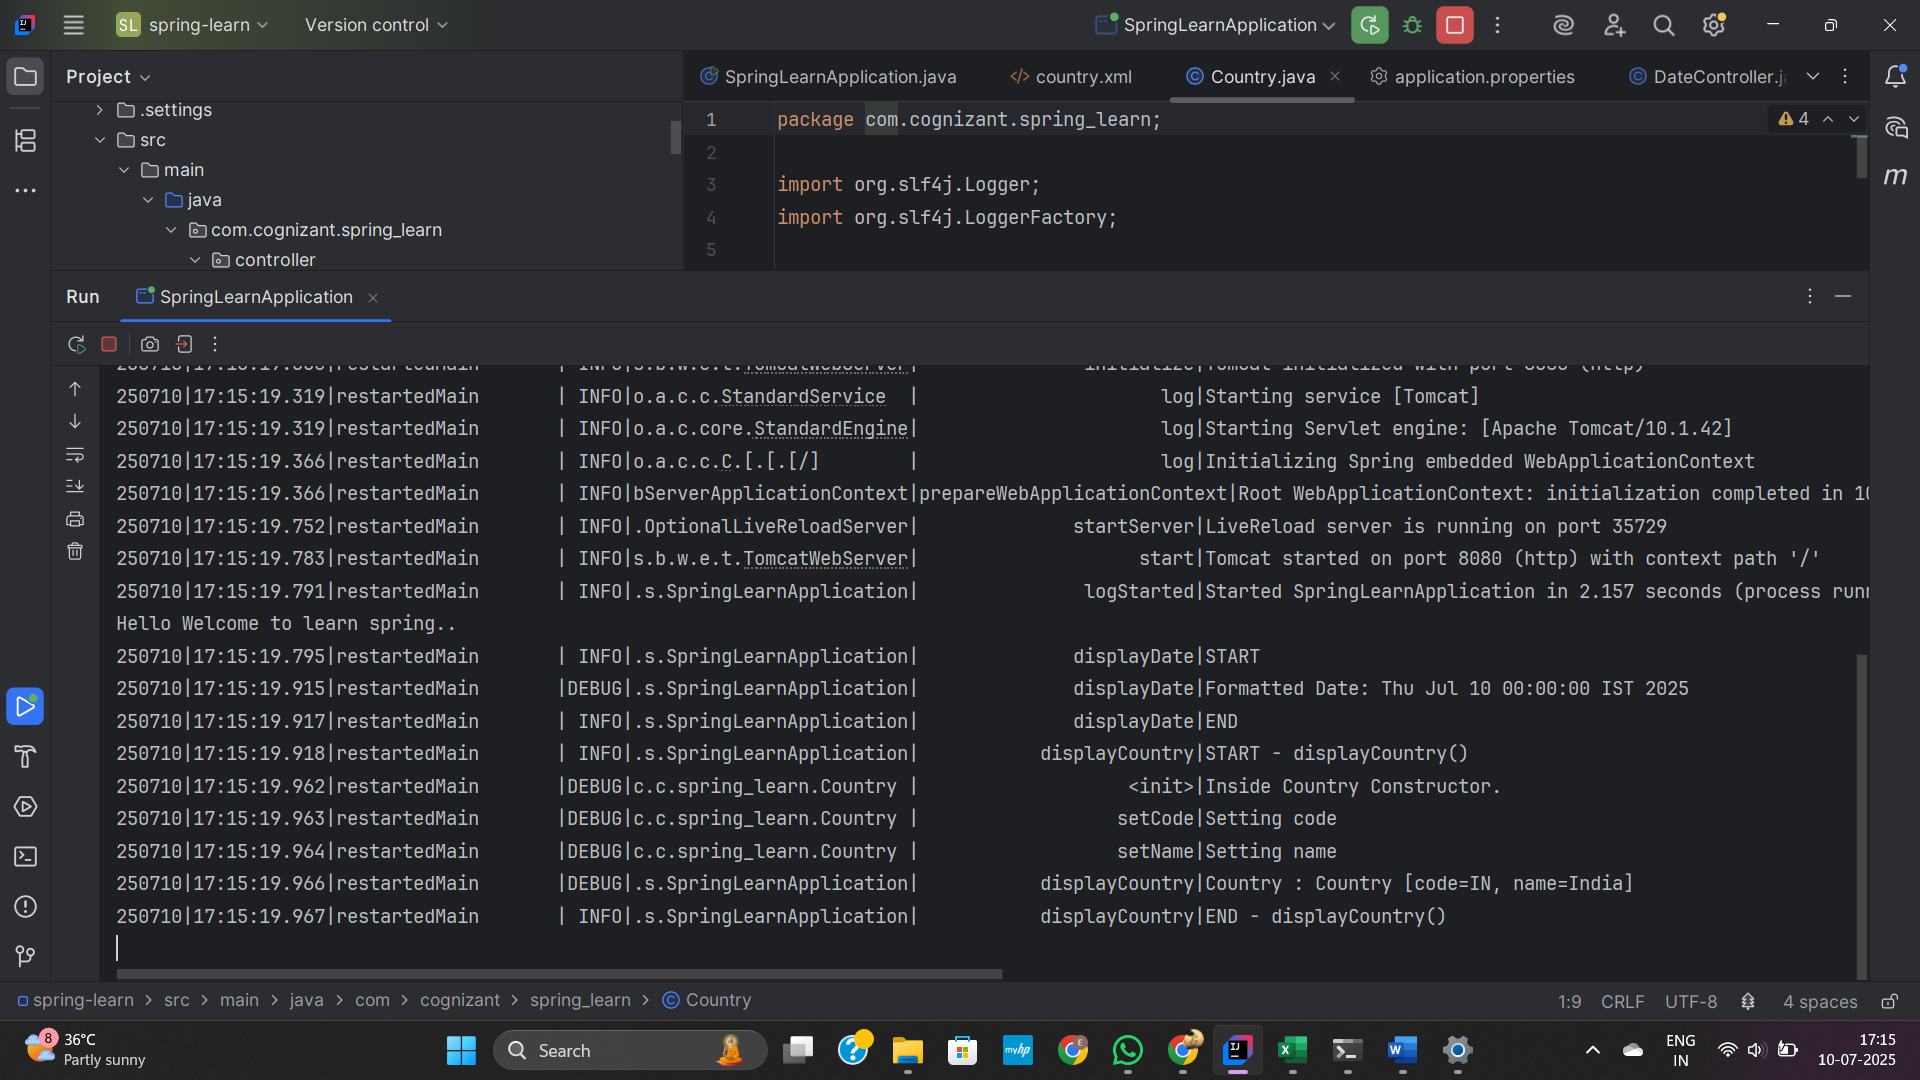 SL spring-learn Version control SpringLearnApplication
Project
.settings
src
main
java
com.cognizant.spring_learn
controller
SpringLearnApplication.java country.xml Country.java application.properties DateController.j
1 package com.cognizant.spring_learn; 4
2
3 import org.slf4j.Logger;
4 import org.slf4j.LoggerFactory;
5
m
Run SpringLearnApplication
250710|17:15:19.319|restartedMain | INFO|o.a.c.c.StandardService | log|Starting service [Tomcat]
250710|17:15:19.319|restartedMain | INFO|o.a.c.core.StandardEngine| log|Starting Servlet engine: [Apache Tomcat/10.1.42]
250710|17:15:19.366|restartedMain | INFO|o.a.c.c.C.[.[.[/] | log|Initializing Spring embedded WebApplicationContext
250710|17:15:19.366|restartedMain | INFO|bServerApplicationContext|prepareWebApplicationContext|Root WebApplicationContext: initialization completed in 10
250710|17:15:19.752|restartedMain | INFO|.OptionalLiveReloadServer| startServer|LiveReload server is running on port 35729
250710|17:15:19.783|restartedMain | INFO|s.b.w.e.t.TomcatWebServer| start|Tomcat started on port 8080 (http) with context path '/'
250710|17:15:19.791|restartedMain | INFO|.s.SpringLearnApplication| logStarted|Started SpringLearnApplication in 2.157 seconds (process runn
Hello Welcome to learn spring..
250710|17:15:19.795|restartedMain | INFO|.s.SpringLearnApplication| displayDate|START
250710|17:15:19.915|restartedMain |DEBUG|.s.SpringLearnApplication| displayDate|Formatted Date: Thu Jul 10 00:00:00 IST 2025
250710|17:15:19.917|restartedMain | INFO|.s.SpringLearnApplication| displayDate|END
250710|17:15:19.918|restartedMain | INFO|.s.SpringLearnApplication| displayCountry|START - displayCountry()
250710|17:15:19.962|restartedMain |DEBUG|c.c.spring_learn.Country | <init>|Inside Country Constructor.
250710|17:15:19.963|restartedMain |DEBUG|c.c.spring_learn.Country | setCode|Setting code
250710|17:15:19.964|restartedMain |DEBUG|c.c.spring_learn.Country | setName|Setting name
250710|17:15:19.966|restartedMain |DEBUG|.s.SpringLearnApplication| displayCountry|Country : Country [code=IN, name=India]
250710|17:15:19.967|restartedMain | INFO|.s.SpringLearnApplication| displayCountry|END - displayCountry()
spring-learn > src > main > java > com > cognizant > spring_learn > Country 1:9 CRLF UTF-8 4 spaces
8 36°C
Partly sunny
Search
ENG
IN
17:15
10-07-2025